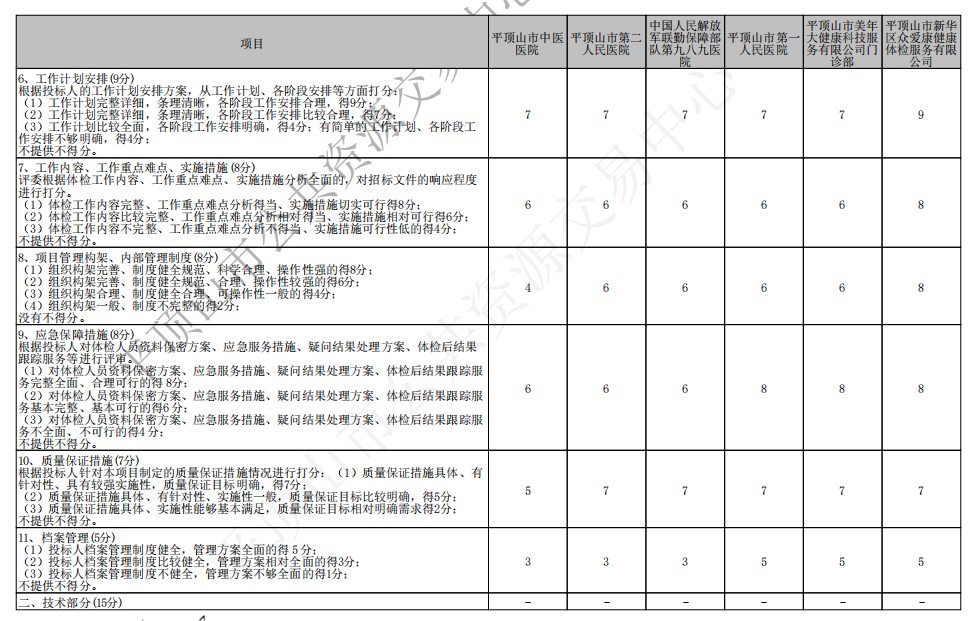 项目
平顶山市中医
医院
平顶山市第二
人民医院
中国人民解放
军联勤保障部
队第九八九医
院
平顶山市第一
人民医院
平顶山市美年
大健康科技服
务有限公司门
诊部
平顶山市新华
区众爱康健康
体检服务有限
公司
6、工作计划安排(9分)
根据投标人的工作计划安排方案，从工作计划、各阶段安排等方面打分：
（1）工作计划完整详细，条理清晰，各阶段工作安排合理，得9分；
（2）工作计划完整详细，条理清晰，各阶段工作安排比较合理，得7分；
（3）工作计划比较全面，各阶段工作安排明确，得4分；有简单的工作计划、各阶段工
作安排不够明确，得4分；
不提供不得分。
7 7 7 7 7 9
7、工作内容、工作重点难点、实施措施(8分)
评委根据体检工作内容、工作重点难点、实施措施分析全面的，对招标文件的响应程度
进行打分。
（1）体检工作内容完整、工作重点难点分析得当、实施措施切实可行得8分；
（2）体检工作内容比较完整、工作重点难点分析相对得当、实施措施相对可行得6分；
（3）体检工作内容不完整、工作重点难点分析不得当、实施措施可行性低的得4分；
不提供不得分。
6 6 6 6 6 8
8、项目管理构架、内部管理制度(8分)
（1）组织构架完善、制度健全规范、科学合理、操作性强的得8分；
（2）组织构架完善、制度健全规范、合理、操作性较强的得6分；
（3）组织构架合理、制度健全合理、可操作性一般的得4分；
（4）组织构架一般、制度不完整的得2分；
没有不得分。
4 6 6 6 6 8
9、应急保障措施(8分)
根据投标人对体检人员资料保密方案、应急服务措施、疑问结果处理方案、体检后结果
跟踪服务等进行评审。
（1）对体检人员资料保密方案、应急服务措施、疑问结果处理方案、体检后结果跟踪服
务完整全面、合理可行的得 8分；
（2）对体检人员资料保密方案、应急服务措施、疑问结果处理方案、体检后结果跟踪服
务基本完整、基本可行的得6 分；
（3）对体检人员资料保密方案、应急服务措施、疑问结果处理方案、体检后结果跟踪服
务不全面、不可行的得4 分；
不提供不得分。
6 6 6 8 8 8
10、质量保证措施(7分)
根据投标人针对本项目制定的质量保证措施情况进行打分：（1）质量保证措施具体、有
针对性、具有较强实施性，质量保证目标明确，得7分；
（2）质量保证措施具体、有针对性、实施性一般，质量保证目标比较明确，得5分；
（3）质量保证措施具体、实施性能够基本满足，质量保证目标相对明确需求得2分；
不提供不得分。
5 7 7 7 7 7
11、档案管理(5分)
（1）投标人档案管理制度健全，管理方案全面的得 5 分；
（2）投标人档案管理制度比较健全，管理方案相对全面的得3分；
（3）投标人档案管理制度不健全，管理方案不够全面的得1分；
不提供不得分。
3 3 3 5 5 5
二、技术部分(15分)
– – – – – –
平顶山市公共资源交易中心
平顶山市公共资源交易中心